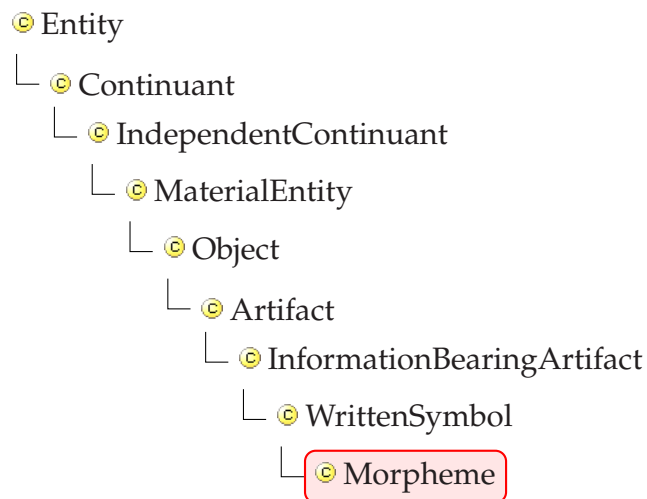 Entity
Continuant
IndependentContinuant
MaterialEntity
Object
Artifact
InformationBearingArtifact
WrittenSymbol
Morpheme